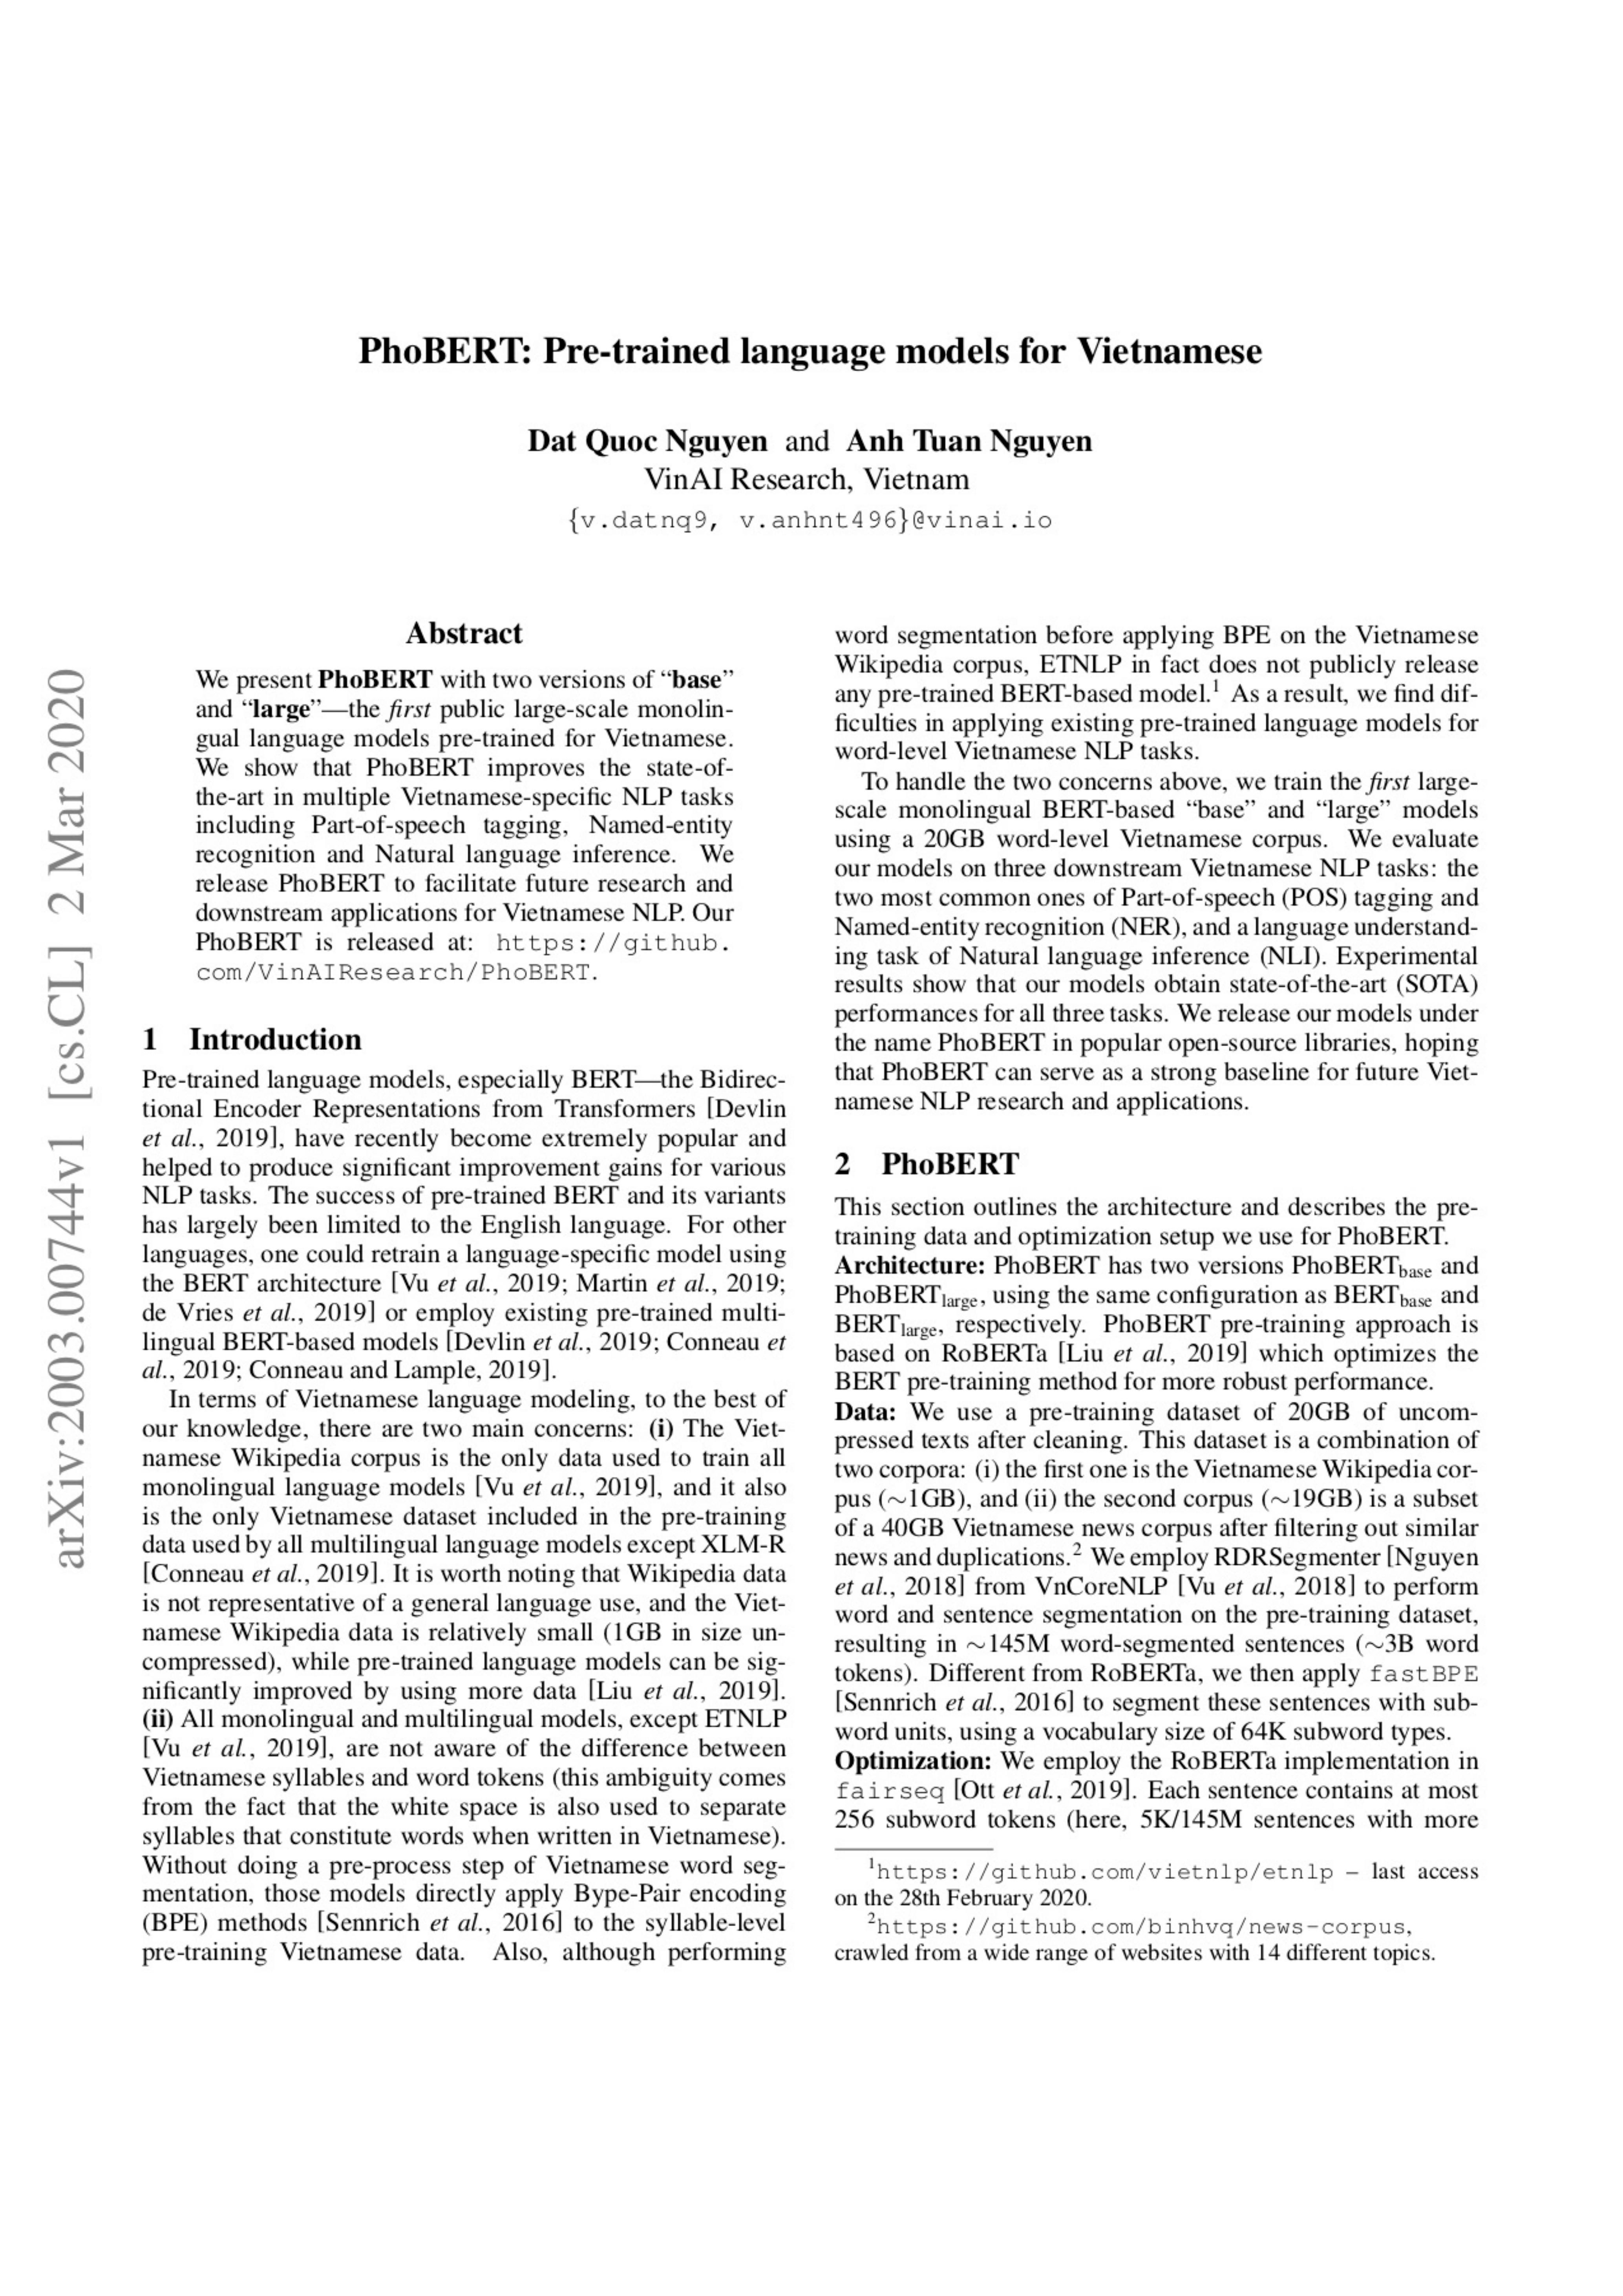 arXiv:2003.00744v1 [cs.CL] 2 Mar 2020
PhoBERT: Pre-trained language models for Vietnamese
Dat Quoc Nguyen and Anh Tuan Nguyen
VinAI Research, Vietnam
{v.datnq9, v.anhnt496}@vinai.io
Abstract
We present PhoBERT with two versions of “base”
and “large”—the first public large-scale monolin-
gual language models pre-trained for Vietnamese.
We show that PhoBERT improves the state-of-
the-art in multiple Vietnamese-specific NLP tasks
including Part-of-speech tagging, Named-entity
recognition and Natural language inference. We
release PhoBERT to facilitate future research and
downstream applications for Vietnamese NLP. Our
PhoBERT is released at: https://github.
com/VinAIResearch/PhoBERT.
1 Introduction
Pre-trained language models, especially BERT—the Bidirec-
tional Encoder Representations from Transformers [Devlin
et al., 2019], have recently become extremely popular and
helped to produce significant improvement gains for various
NLP tasks. The success of pre-trained BERT and its variants
has largely been limited to the English language. For other
languages, one could retrain a language-specific model using
the BERT architecture [Vu et al., 2019; Martin et al., 2019;
de Vries et al., 2019] or employ existing pre-trained multi-
lingual BERT-based models [Devlin et al., 2019; Conneau et
al., 2019; Conneau and Lample, 2019].
In terms of Vietnamese language modeling, to the best of
our knowledge, there are two main concerns: (i) The Viet-
namese Wikipedia corpus is the only data used to train all
monolingual language models [Vu et al., 2019], and it also
is the only Vietnamese dataset included in the pre-training
data used by all multilingual language models except XLM-R
[Conneau et al., 2019]. It is worth noting that Wikipedia data
is not representative of a general language use, and the Viet-
namese Wikipedia data is relatively small (1GB in size un-
compressed), while pre-trained language models can be sig-
nificantly improved by using more data [Liu et al., 2019].
(ii) All monolingual and multilingual models, except ETNLP
[Vu et al., 2019], are not aware of the difference between
Vietnamese syllables and word tokens (this ambiguity comes
from the fact that the white space is also used to separate
syllables that constitute words when written in Vietnamese).
Without doing a pre-process step of Vietnamese word seg-
mentation, those models directly apply Bype-Pair encoding
(BPE) methods [Sennrich et al., 2016] to the syllable-level
pre-training Vietnamese data. Also, although performing
word segmentation before applying BPE on the Vietnamese
Wikipedia corpus, ETNLP in fact does not publicly release
any pre-trained BERT-based model.1 As a result, we find dif-
ficulties in applying existing pre-trained language models for
word-level Vietnamese NLP tasks.
To handle the two concerns above, we train the first large-
scale monolingual BERT-based “base” and “large” models
using a 20GB word-level Vietnamese corpus. We evaluate
our models on three downstream Vietnamese NLP tasks: the
two most common ones of Part-of-speech (POS) tagging and
Named-entity recognition (NER), and a language understand-
ing task of Natural language inference (NLI). Experimental
results show that our models obtain state-of-the-art (SOTA)
performances for all three tasks. We release our models under
the name PhoBERT in popular open-source libraries, hoping
that PhoBERT can serve as a strong baseline for future Viet-
namese NLP research and applications.
2 PhoBERT
This section outlines the architecture and describes the pre-
training data and optimization setup we use for PhoBERT.
Architecture: PhoBERT has two versions PhoBERTbase and
PhoBERTlarge, using the same configuration as BERTbase and
BERTlarge, respectively. PhoBERT pre-training approach is
based on RoBERTa [Liu et al., 2019] which optimizes the
BERT pre-training method for more robust performance.
Data: We use a pre-training dataset of 20GB of uncom-
pressed texts after cleaning. This dataset is a combination of
two corpora: (i) the first one is the Vietnamese Wikipedia cor-
pus (∼1GB), and (ii) the second corpus (∼19GB) is a subset
of a 40GB Vietnamese news corpus after filtering out similar
news and duplications.2 We employ RDRSegmenter [Nguyen
et al., 2018] from VnCoreNLP [Vu et al., 2018] to perform
word and sentence segmentation on the pre-training dataset,
resulting in ∼145M word-segmented sentences (∼3B word
tokens). Different from RoBERTa, we then apply fastBPE
[Sennrich et al., 2016] to segment these sentences with sub-
word units, using a vocabulary size of 64K subword types.
Optimization: We employ the RoBERTa implementation in
fairseq [Ott et al., 2019]. Each sentence contains at most
256 subword tokens (here, 5K/145M sentences with more
1https://github.com/vietnlp/etnlp – last access
on the 28th February 2020.
2https://github.com/binhvq/news-corpus,
crawled from a wide range of websites with 14 different topics.